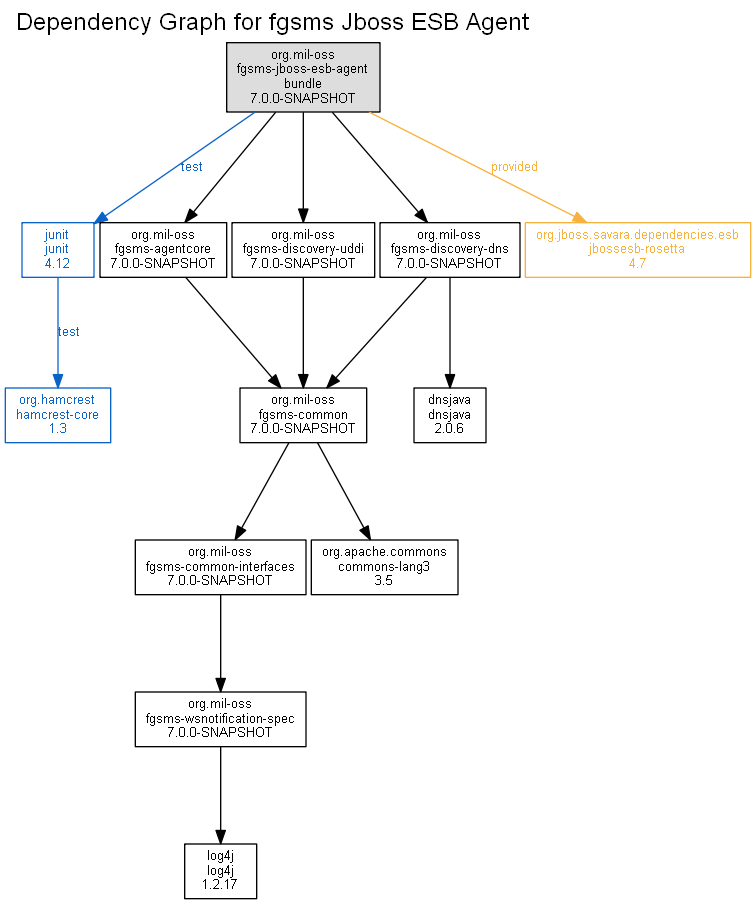 Dependency Graph for fgsms Jboss ESB Agent
org.mil-oss
fgsms-jboss-esb-agent
bundle
7.0.0-SNAPSHOT
test
provided
junit
junit
4.12
org.mil-oss
fgsms-agentcore
7.0.0-SNAPSHOT
org.mil-oss
fgsms-discovery-uddi
7.0.0-SNAPSHOT
org.mil-oss
fgsms-discovery-dns
7.0.0-SNAPSHOT
org.jboss.savara.dependencies.esb
jbossesb-rosetta
4.7
test
org.hamcrest
hamcrest-core
1.3
org.mil-oss
fgsms-common
7.0.0-SNAPSHOT
dnsjava
dnsjava
2.0.6
org.mil-oss
fgsms-common-interfaces
7.0.0-SNAPSHOT
org.apache.commons
commons-lang3
3.5
org.mil-oss
fgsms-wsnotification-spec
7.0.0-SNAPSHOT
log4j
log4j
1.2.17